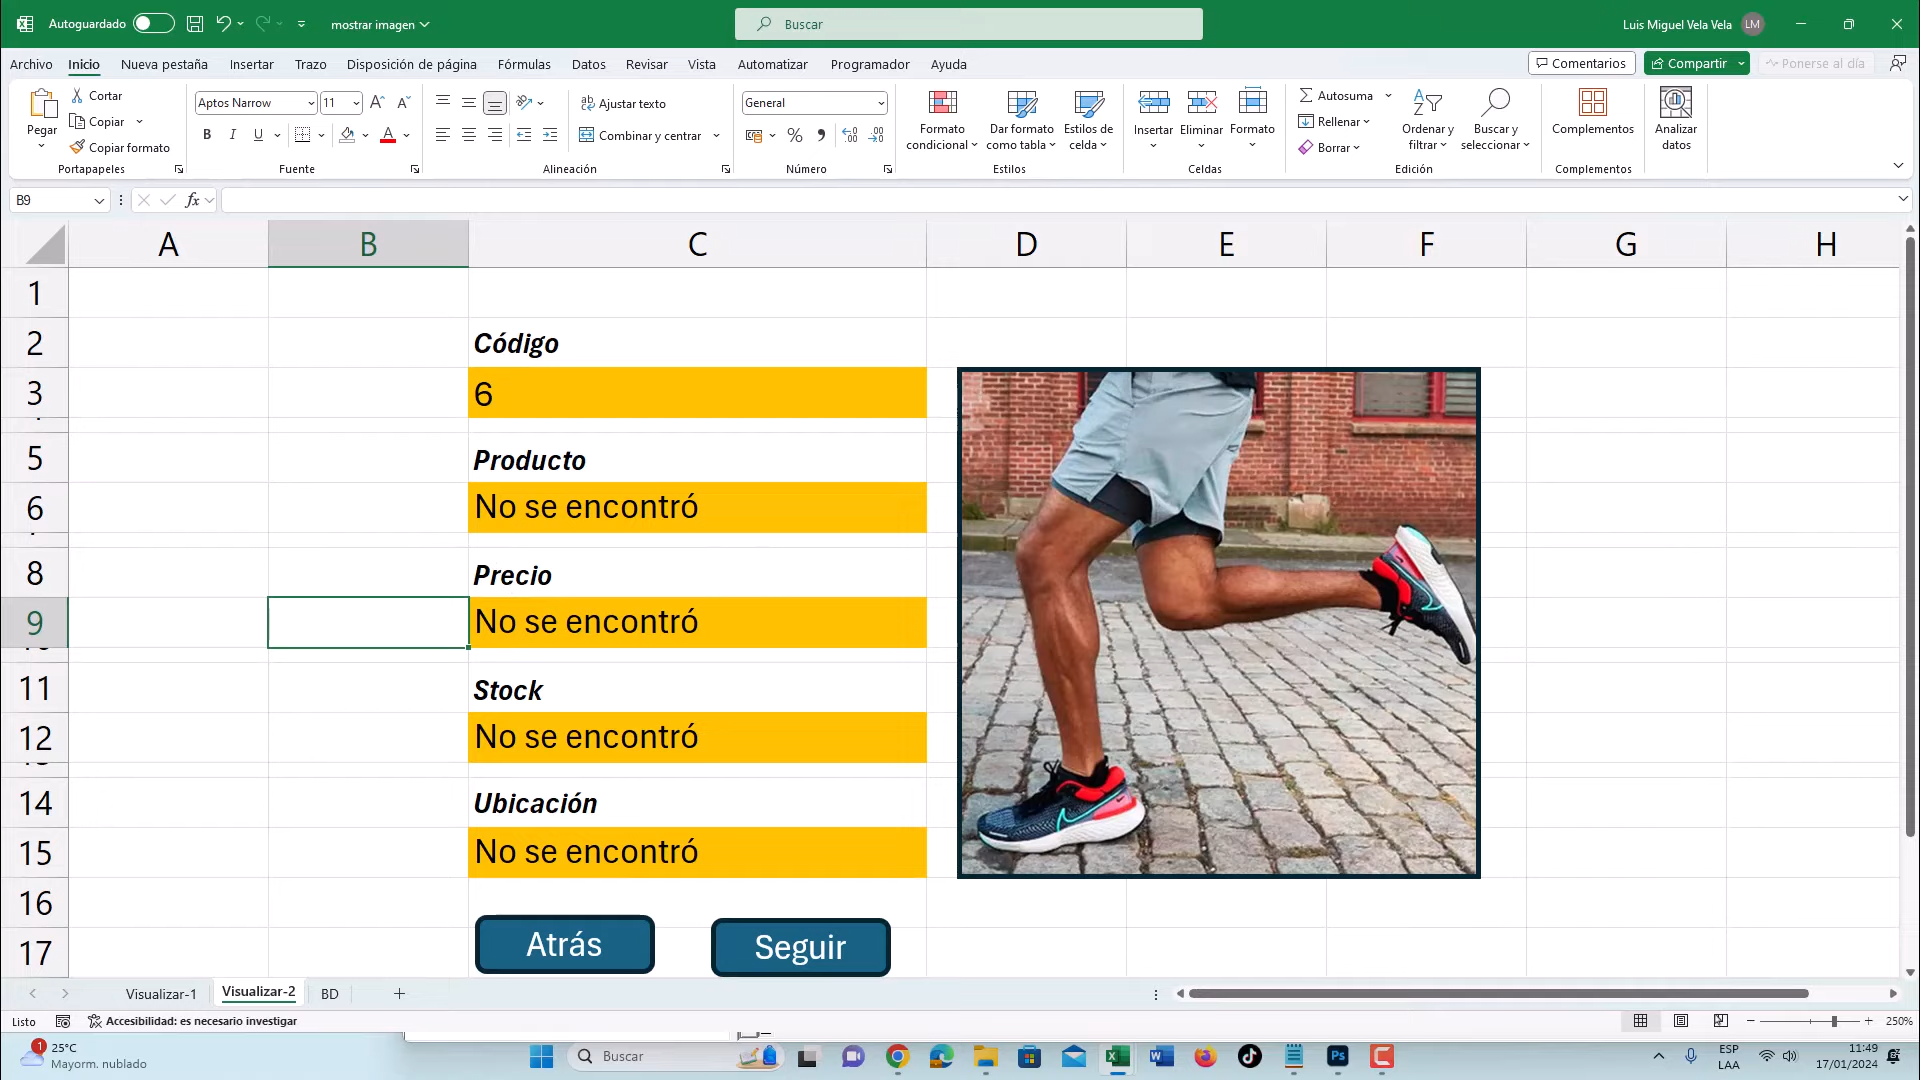 Autoguardado
mostrar imagen
Buscar
Luis Miguel Vela Vela
LM
Archivo Inicio Nueva pestaña Insertar Trazo Disposición de página Fórmulas Datos Revisar Vista Automatizar Programador Ayuda
Comentarios
Compartir
Ponerse al día
Pegar
Cortar
Copiar
Copiar formato
Portapapeles
Aptos Narrow
11
Fuente
Ajustar texto
Combinar y centrar
Alineación
General
Número
Formato condicional
Dar formato como tabla
Estilos de celda
Estilos
Insertar
Eliminar
Formato
Celdas
Autosuma
Rellenar
Borrar
Ordenar y filtrar
Buscar y seleccionar
Edición
Complementos
Complementos
Analizar datos
B9
fx
A B C D E F G H
1
2 Código
3 6
5 Producto
6 No se encontró
8 Precio
9 No se encontró
11 Stock
12 No se encontró
14 Ubicación
15 No se encontró
16
17
Atrás
Seguir
Visualizar-1
Visualizar-2
BD
Listo
Accesibilidad: es necesario investigar
250%
1
25°C
Mayorm. nublado
Buscar
ESP
LAA
11:49
17/01/2024